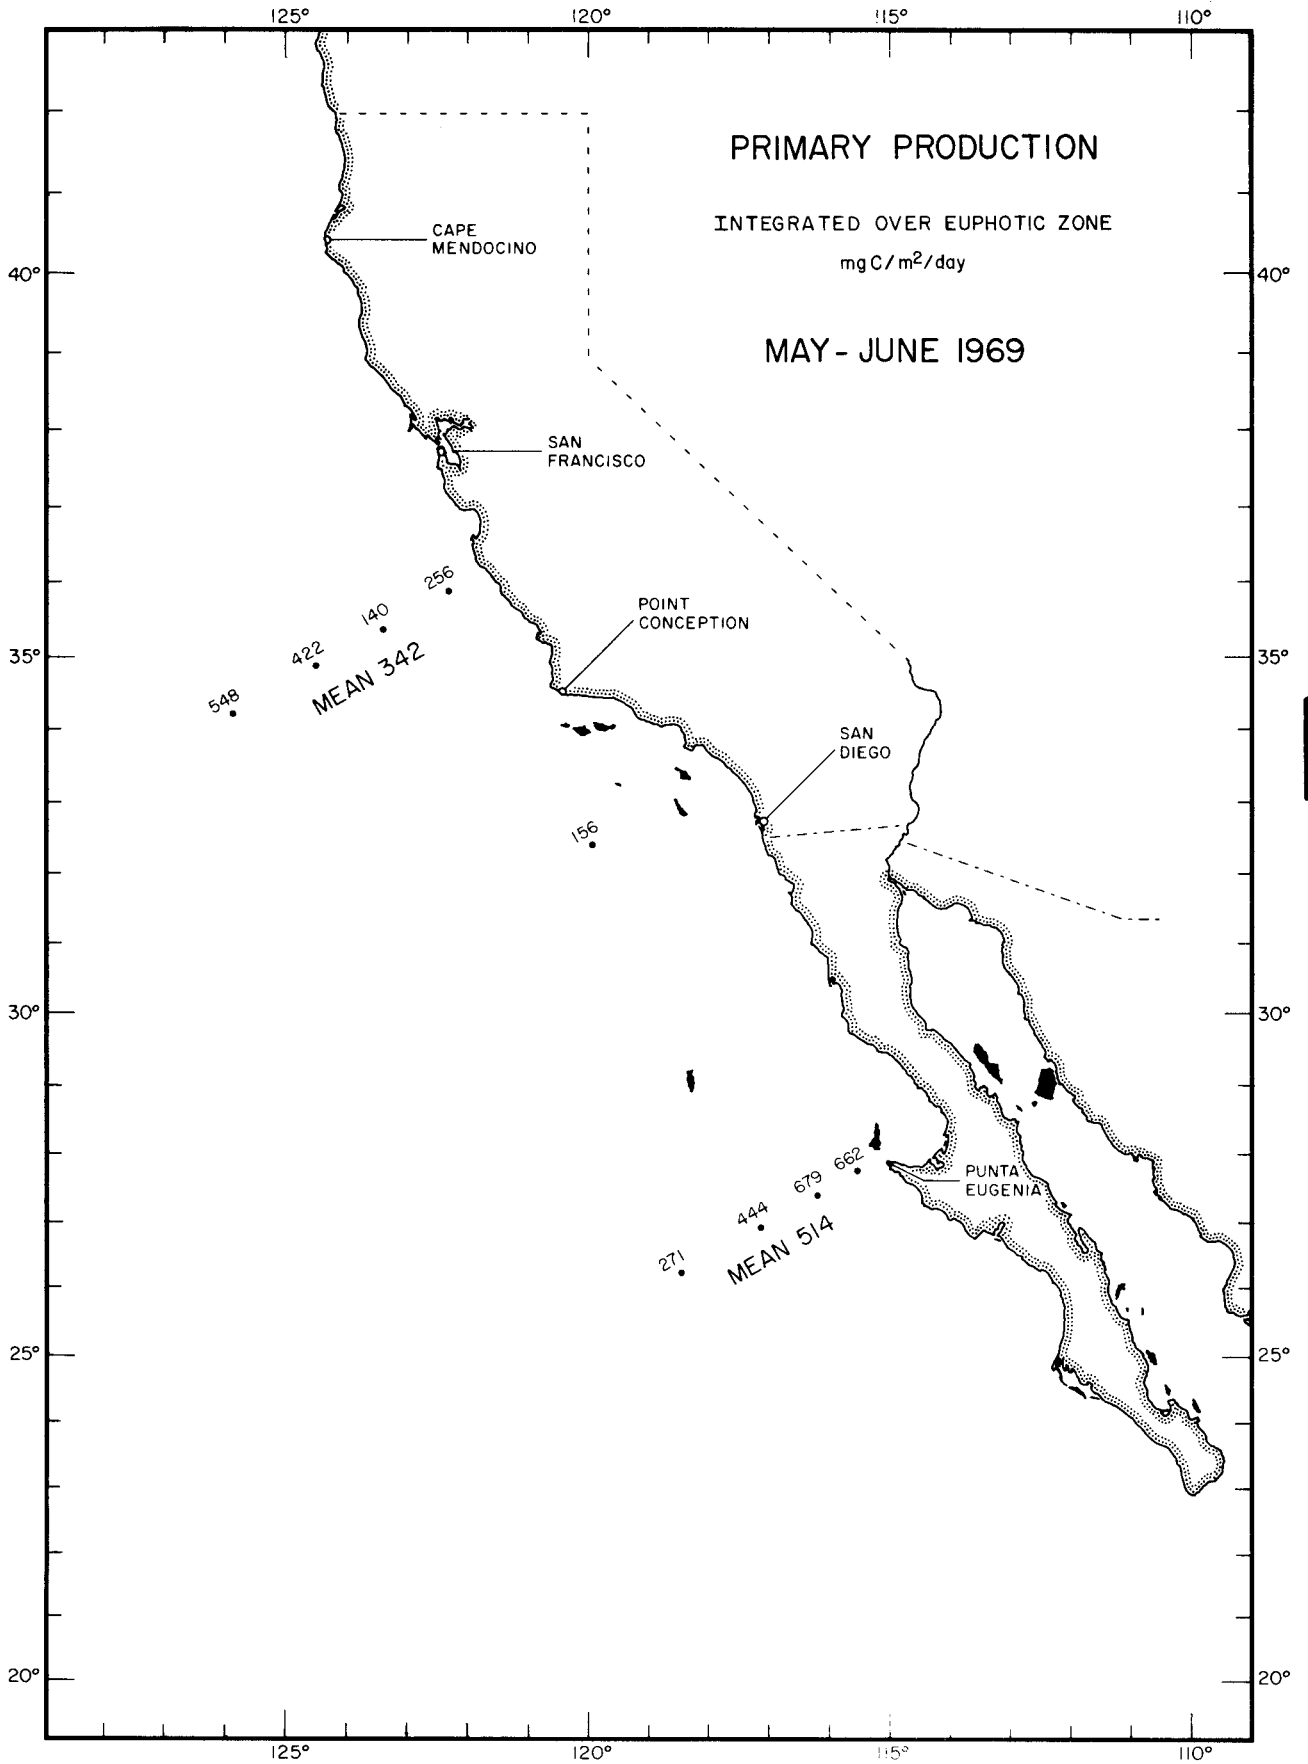 125°
120°
115°
110°
PRIMARY PRODUCTION
INTEGRATED OVER EUPHOTIC ZONE
mg C/m²/day
MAY - JUNE 1969
CAPE
MENDOCINO
40°
40°
SAN
FRANCISCO
256
140
422
548
MEAN 342
POINT
CONCEPTION
35°
35°
SAN
DIEGO
156
30°
30°
662
679
444
271
MEAN 514
PUNTA
EUGENIA
25°
25°
20°
20°
125°
120°
115°
110°